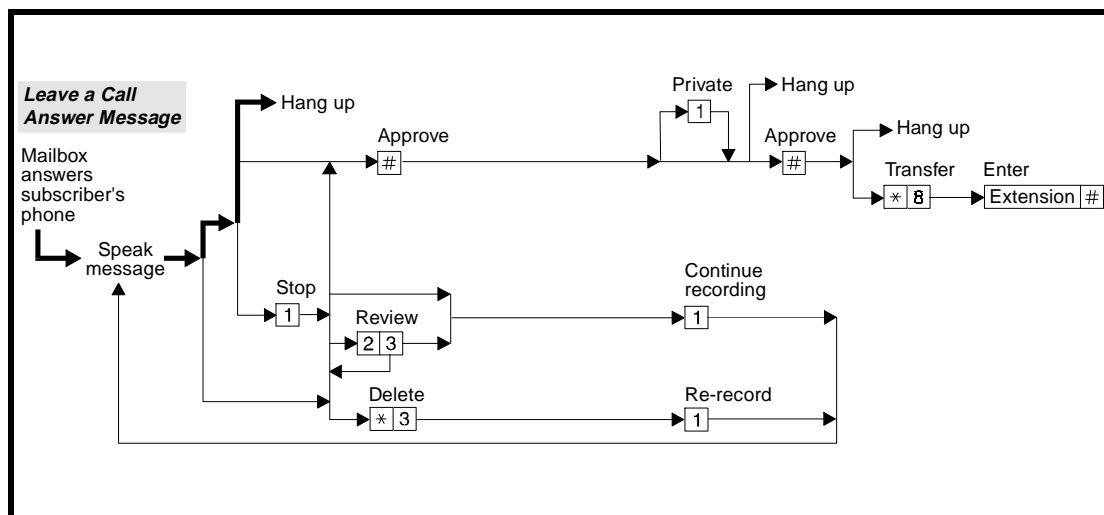 Leave a Call
Answer Message
Mailbox
answers
subscriber's
phone
Speak
message
Hang up
Approve
#
Private
1
Hang up
Approve
#
Hang up
Transfer
* 8
Enter
Extension #
Stop
1
Review
2 3
Continue
recording
1
Delete
* 3
Re-record
1